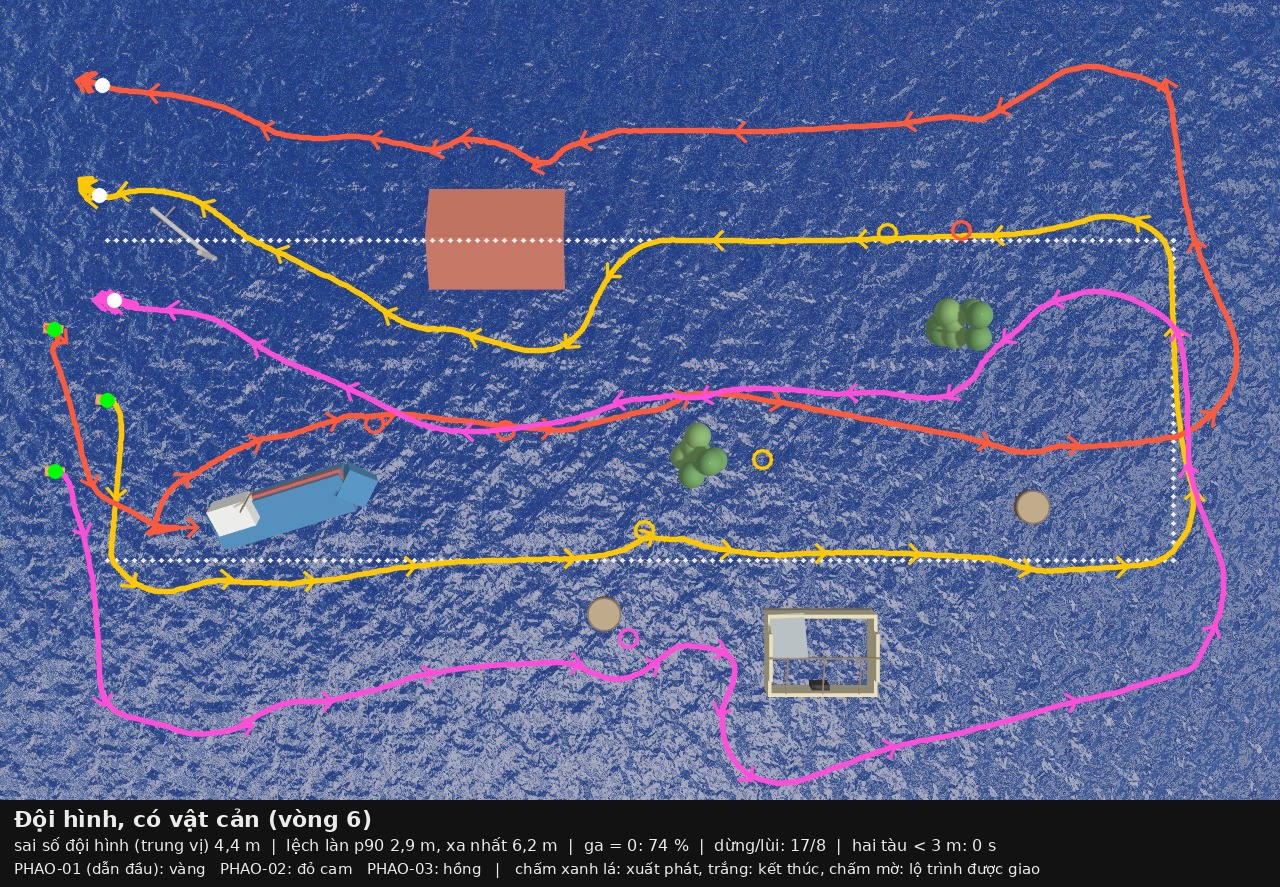 Đội hình, có vật cản (vòng 6)
sai số đội hình (trung vị) 4,4 m | lệch làn p90 2,9 m, xa nhất 6,2 m | ga = 0: 74 % | dừng/lùi: 17/8 | hai tàu < 3 m: 0 s
PHAO-01 (dẫn đầu): vàng PHAO-02: đỏ cam PHAO-03: hồng | chấm xanh lá: xuất phát, trắng: kết thúc, chấm mờ: lộ trình được giao